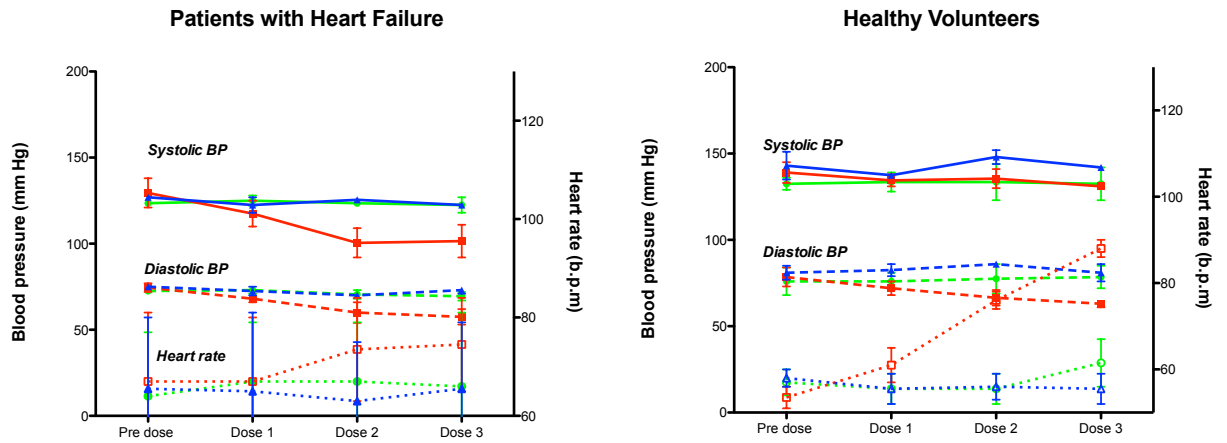 Patients with Heart Failure
Blood pressure (mm Hg)
200
150
100
50
0
Systolic BP
Diastolic BP
Heart rate
120
100
80
60
Heart rate (b.p.m)
Pre dose Dose 1 Dose 2 Dose 3
Healthy Volunteers
Blood pressure (mm Hg)
200
150
100
50
0
Systolic BP
Diastolic BP
120
100
80
60
Heart rate (b.p.m)
Pre dose Dose 1 Dose 2 Dose 3